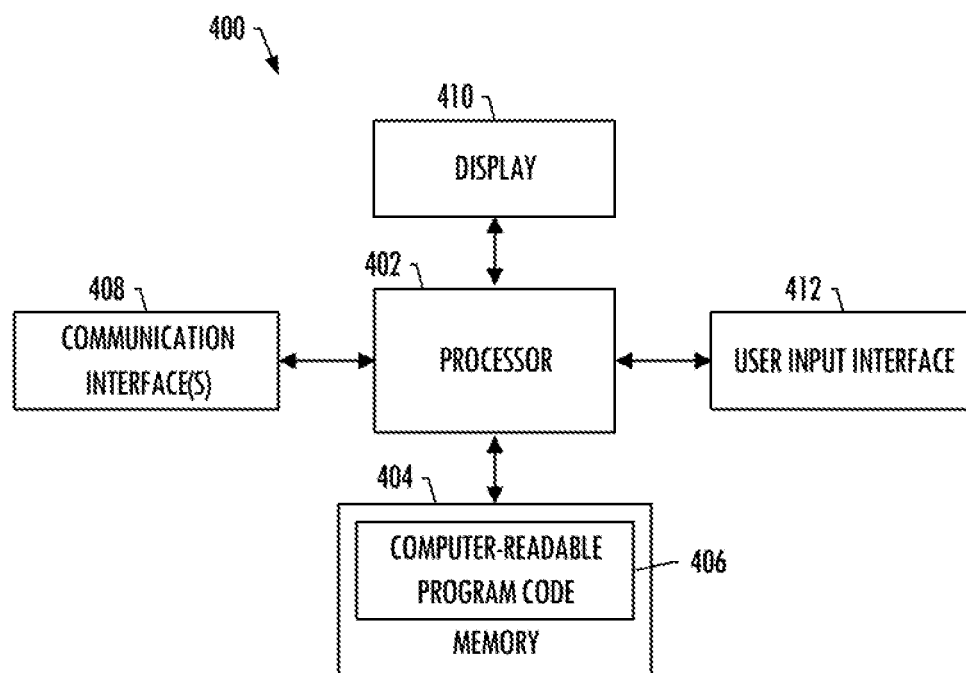 400
410
DISPLAY
402
408
412
COMMUNICATION
INTERFACE(S)
PROCESSOR
USER INPUT INTERFACE
404
COMPUTER-READABLE
PROGRAM CODE
406
MEMORY